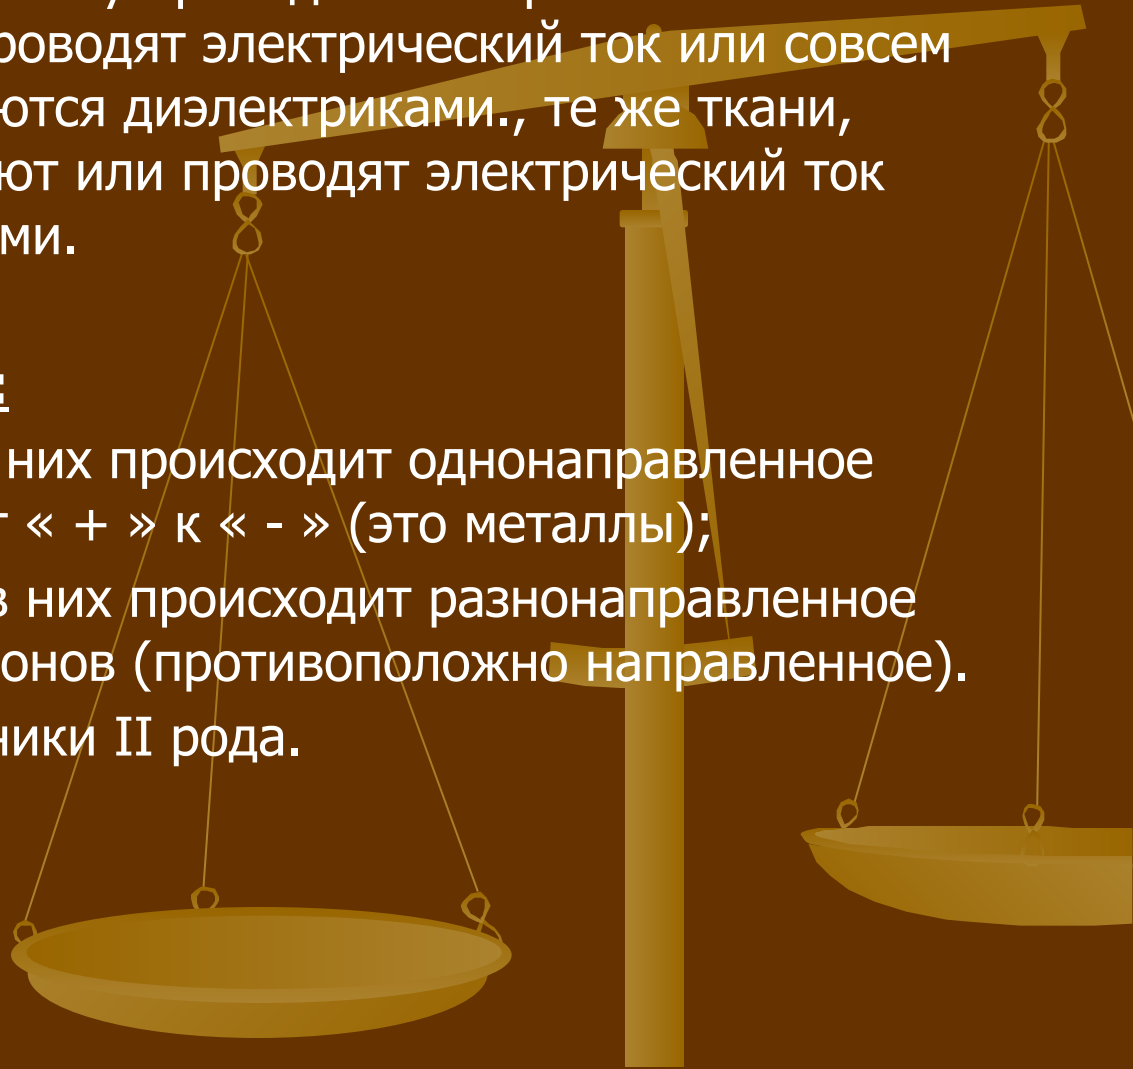 роводят электрический ток или совсем
ются диэлектриками., те же ткани,
ют или проводят электрический ток
ми.
:
них происходит однонаправленное
т « + » к « - » (это металлы);
в них происходит разнонаправленное
онов (противоположно направленное).
ники II рода.